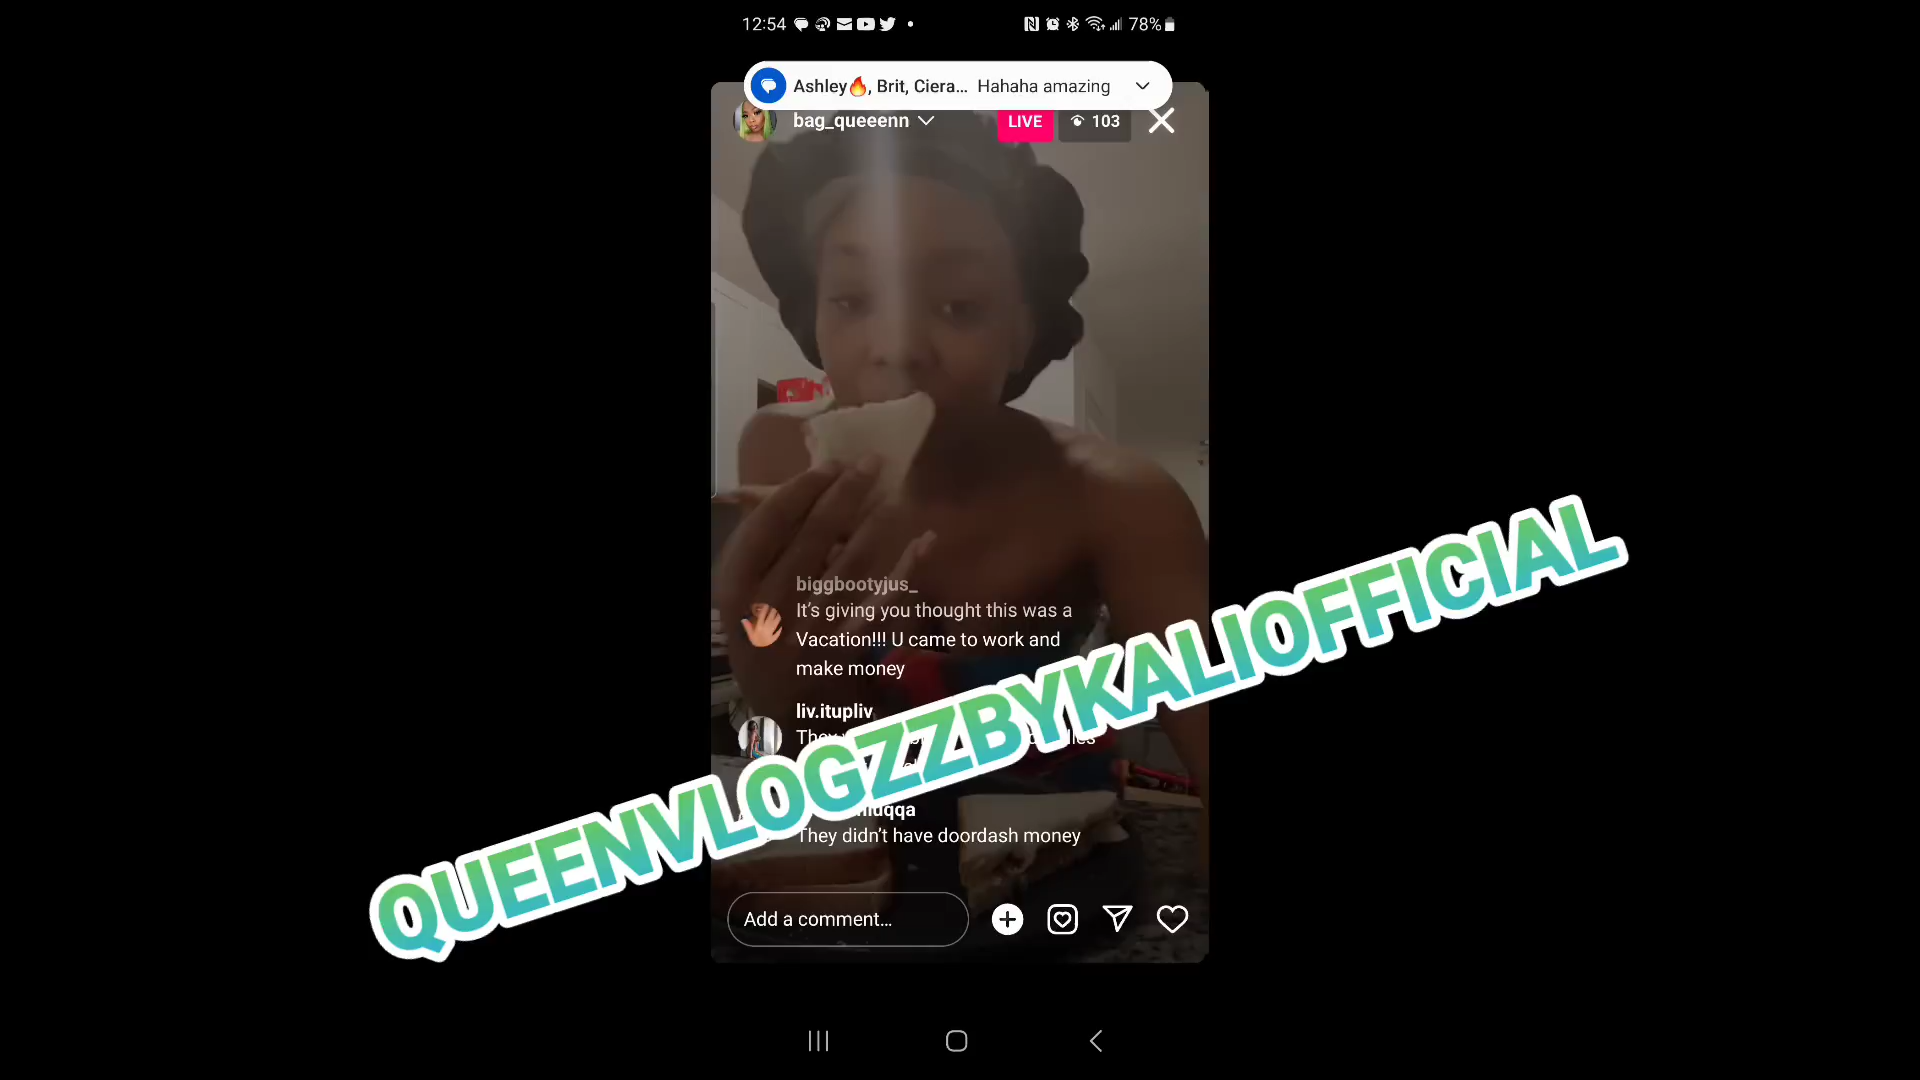 12:54
78%
Ashley🔥, Brit, Ciera... Hahaha amazing
bag_queeenn
LIVE
103
biggbootyjus_
It's giving you thought this was a
Vacation!!! U came to work and
make money
liv.itupliv
They
QUEENVLOGZZBYKALIOFFICIAL
They didn't have doordash money
Add a comment...